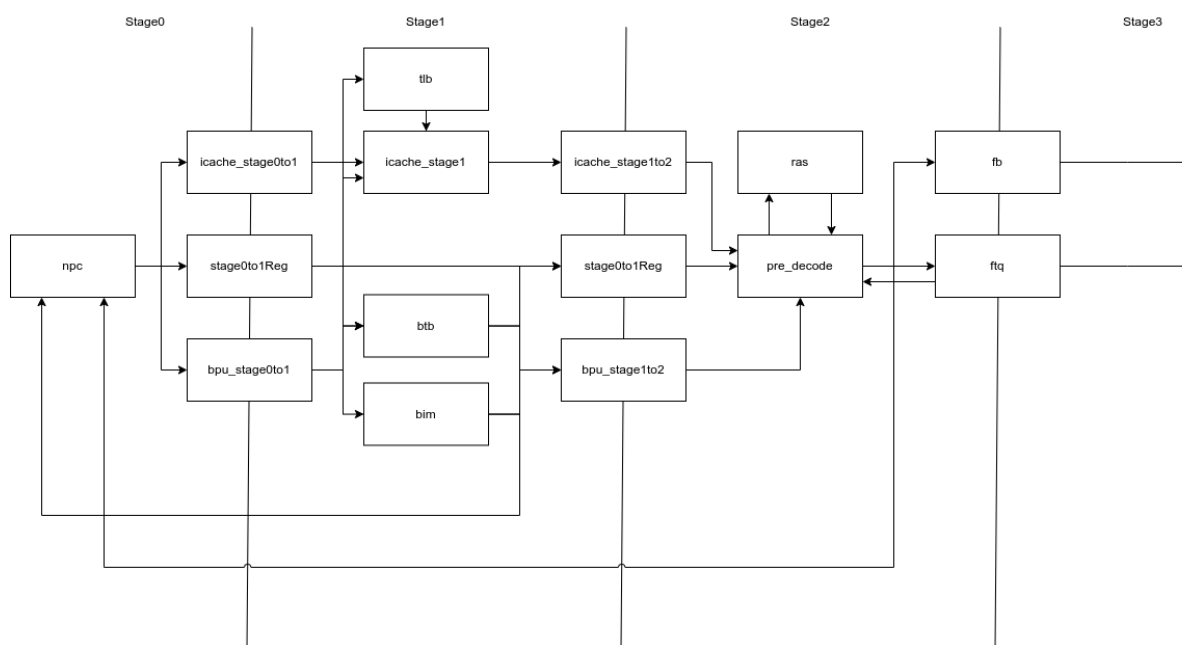 Stage0
Stage1
Stage2
Stage3
tlb
icache_stage0to1
icache_stage1
icache_stage1to2
ras
fb
npc
stage0to1Reg
stage0to1Reg
pre_decode
ftq
btb
bpu_stage0to1
bpu_stage1to2
bim